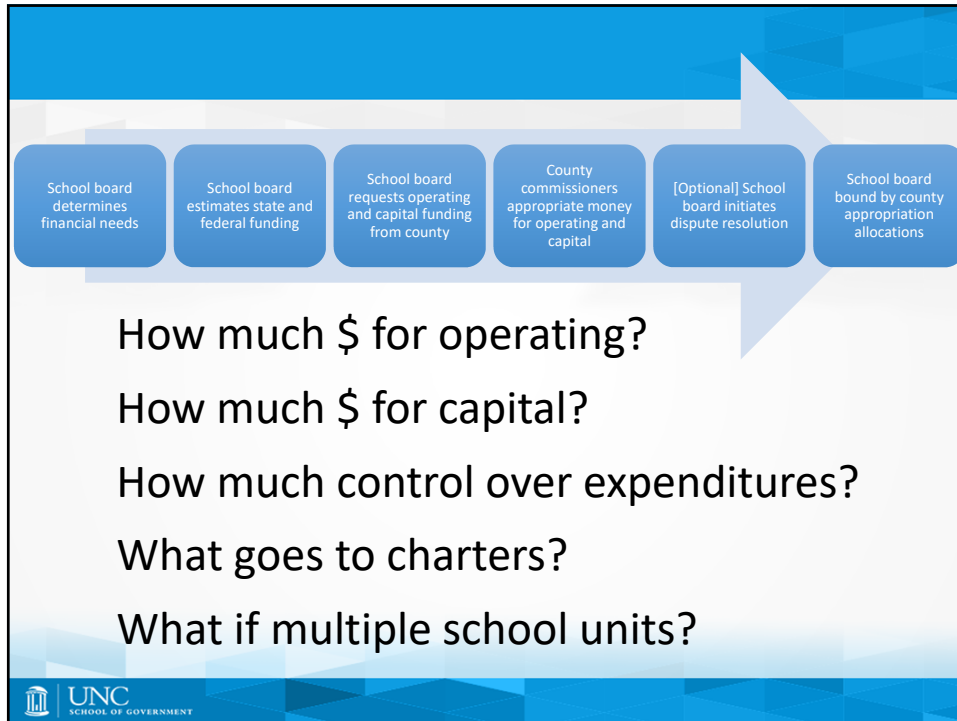 School board
determines
financial needs
School board
estimates state and
federal funding
School board
requests operating
and capital funding
from county
County
commissioners
appropriate money
for operating and
capital
[Optional] School
board initiates
dispute resolution
School board
bound by county
appropriation
allocations
How much $ for operating?
How much $ for capital?
How much control over expenditures?
What goes to charters?
What if multiple school units?
UNC
SCHOOL OF GOVERNMENT